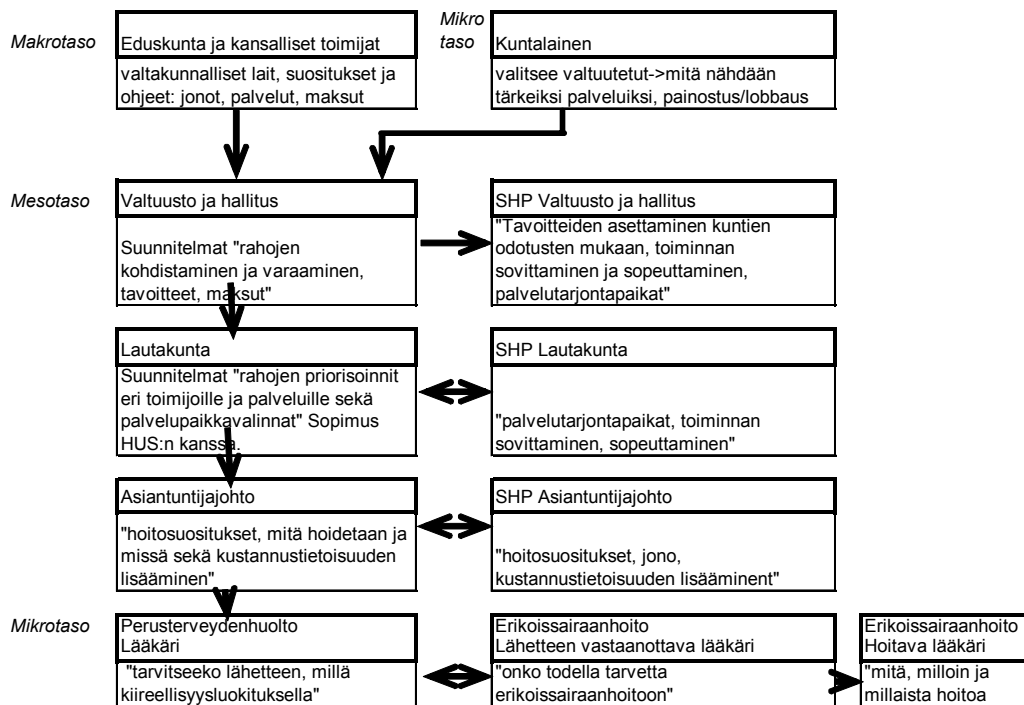 Makrotaso
Eduskunta ja kansalliset toimijat
valtakunnalliset lait, suositukset ja
ohjeet: jonot, palvelut, maksut
Mikro
taso
Kuntalainen
valitsee valtuutetut->mitä nähdään
tärkeiksi palveluiksi, painostus/lobbaus
Mesotaso
Valtuusto ja hallitus
Suunnitelmat "rahojen
kohdistaminen ja varaaminen,
tavoitteet, maksut"
SHP Valtuusto ja hallitus
"Tavoitteiden asettaminen kuntien
odotusten mukaan, toiminnan
sovittaminen ja sopeuttaminen,
palvelutarjontapaikat"
Lautakunta
Suunnitelmat "rahojen priorisoinnit
eri toimijoille ja palveluille sekä
palvelupaikkavalinnat" Sopimus
HUS:n kanssa.
SHP Lautakunta
"palvelutarjontapaikat, toiminnan
sovittaminen, sopeuttaminen"
Asiantuntijajohto
"hoitosuositukset, mitä hoidetaan ja
missä sekä kustannustietoisuuden
lisääminen"
SHP Asiantuntijajohto
"hoitosuositukset, jono,
kustannustietoisuuden lisääminent"
Mikrotaso
Perusterveydenhuolto
Lääkäri
"tarvitseeko lähetteen, millä
kiireellisyysluokituksella"
Erikoissairaanhoito
Lähetteen vastaanottava lääkäri
"onko todella tarvetta
erikoissairaanhoitoon"
Erikoissairaanhoito
Hoitava lääkäri
"mitä, milloin ja
millaista hoitoa